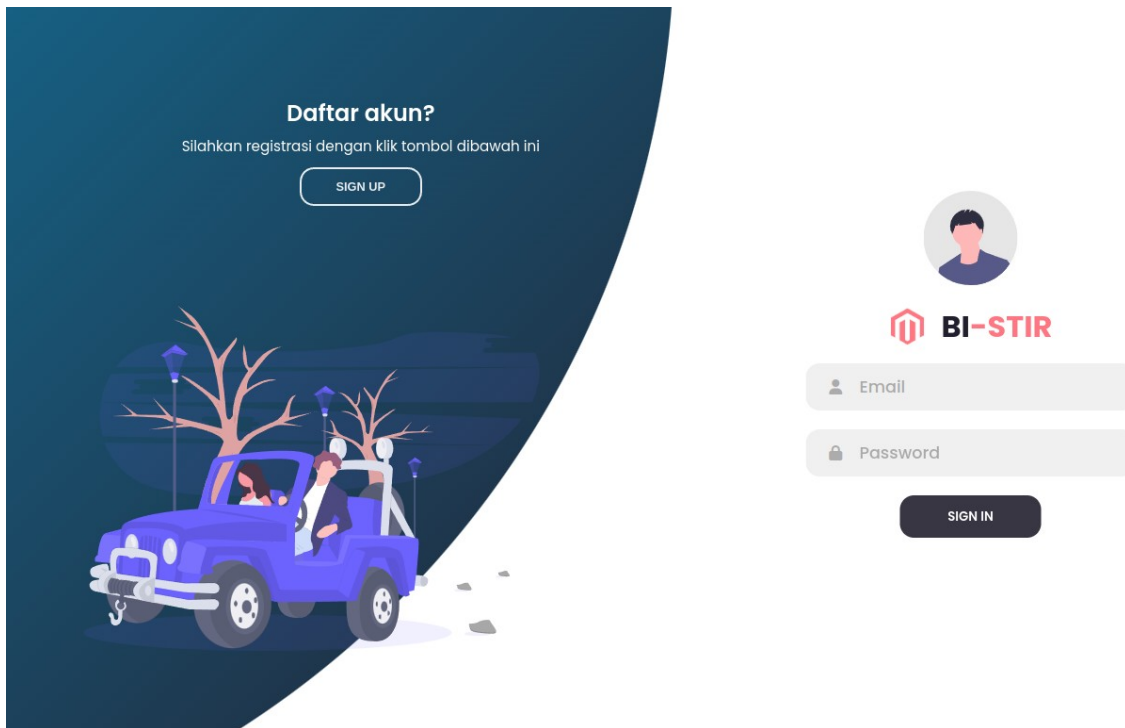 Daftar akun?
Silahkan registrasi dengan klik tombol dibawah ini
SIGN UP
BI-STIR
Email
Password
SIGN IN